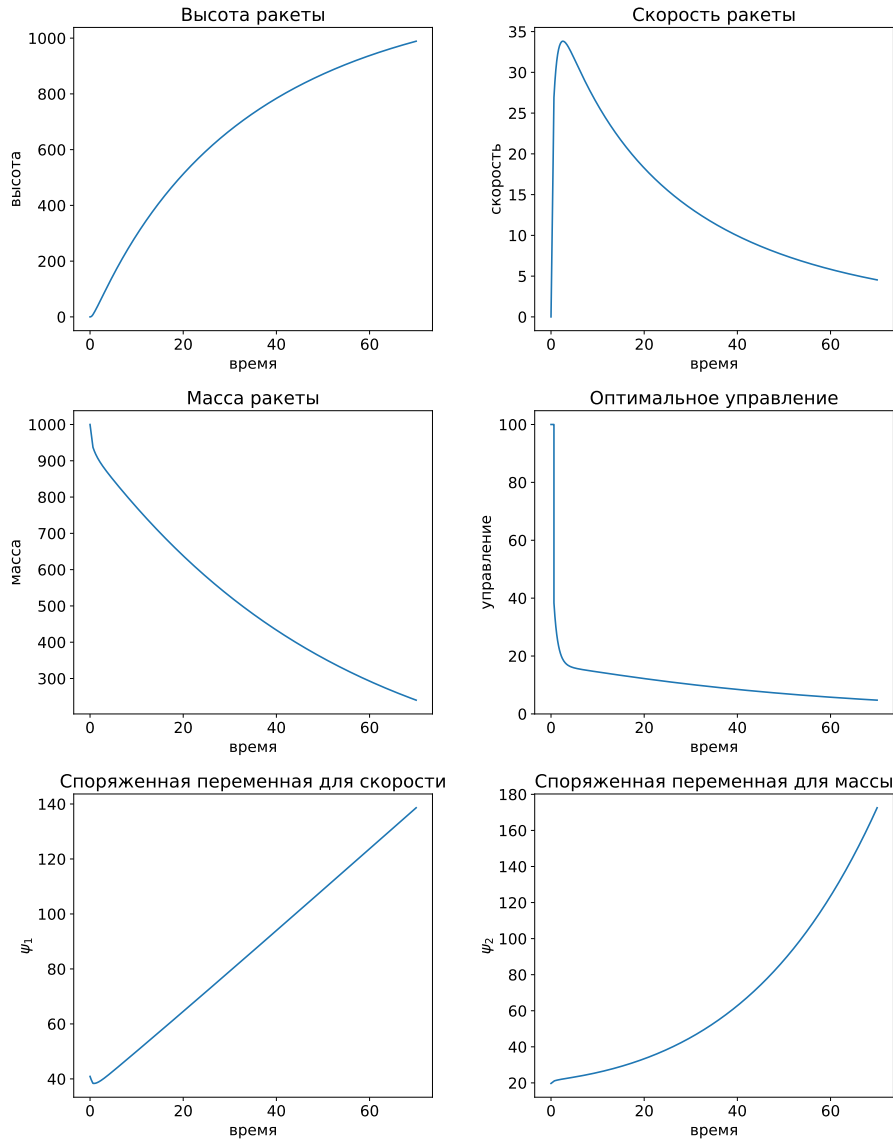 Высота ракеты
1000
800
600
400
200
0
высота
0 20 40 60
время
Скорость ракеты
35
30
25
20
15
10
5
0
скорость
0 20 40 60
время
Масса ракеты
1000
900
800
700
600
500
400
300
масса
0 20 40 60
время
Оптимальное управление
100
80
60
40
20
0
управление
0 20 40 60
время
Споряженная переменная для скорости
140
120
100
80
60
40
ψ₁
0 20 40 60
время
Споряженная переменная для массы
180
160
140
120
100
80
60
40
20
ψ₂
0 20 40 60
время